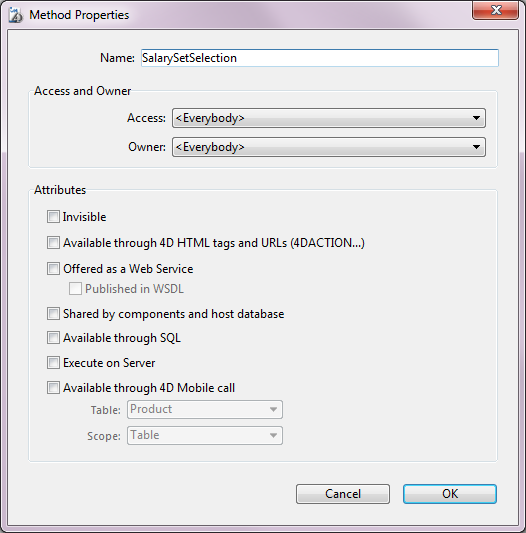 Method Properties
Name: SalarySetSelection
Access and Owner
Access: <Everybody>
Owner: <Everybody>
Attributes
Invisible
Available through 4D HTML tags and URLs (4DACTION...)
Offered as a Web Service
Published in WSDL
Shared by components and host database
Available through SQL
Execute on Server
Available through 4D Mobile call
Table: Product
Scope: Table
Cancel OK